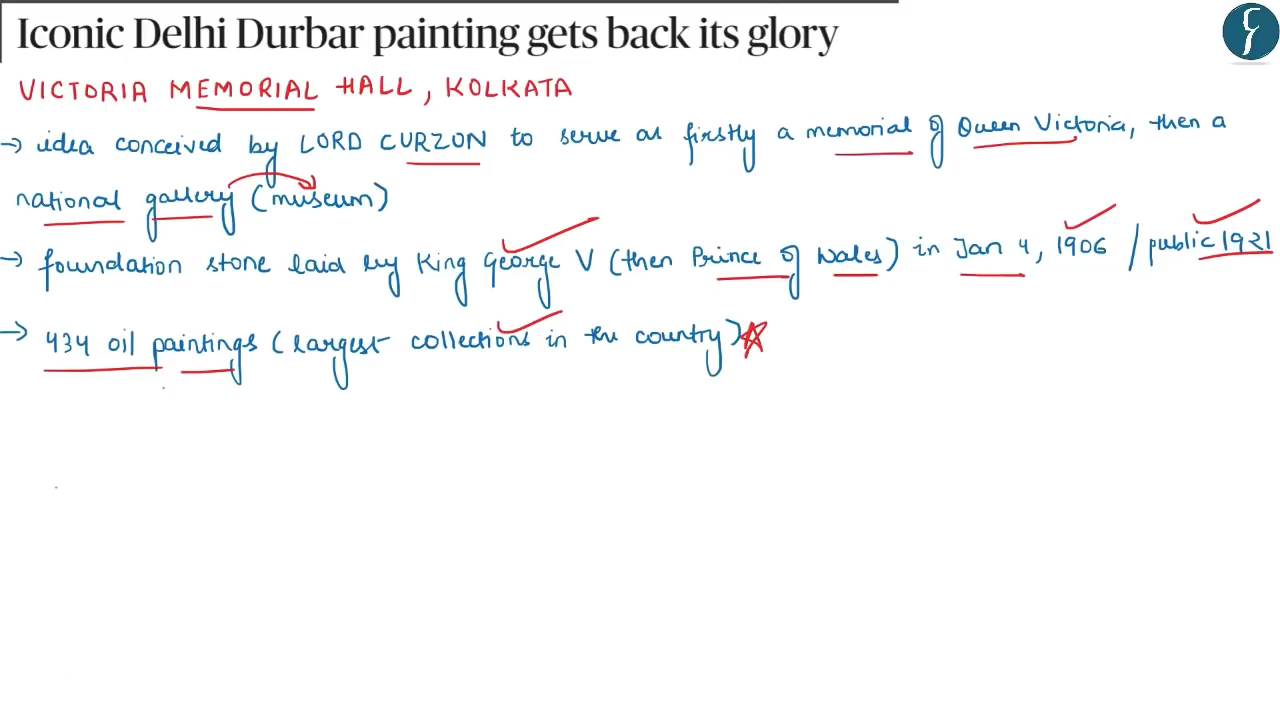 Iconic Delhi Durbar painting gets back its glory
VICTORIA MEMORIAL HALL, KOLKATA
→ idea conceived by LORD CURZON to serve as firstly a memorial of Queen Victoria, then a
national gallery (museum)
→ foundation stone laid by King George V (then Prince of Wales) in Jan 4, 1906 / public 1921
→ 434 oil paintings (largest collections in the country)